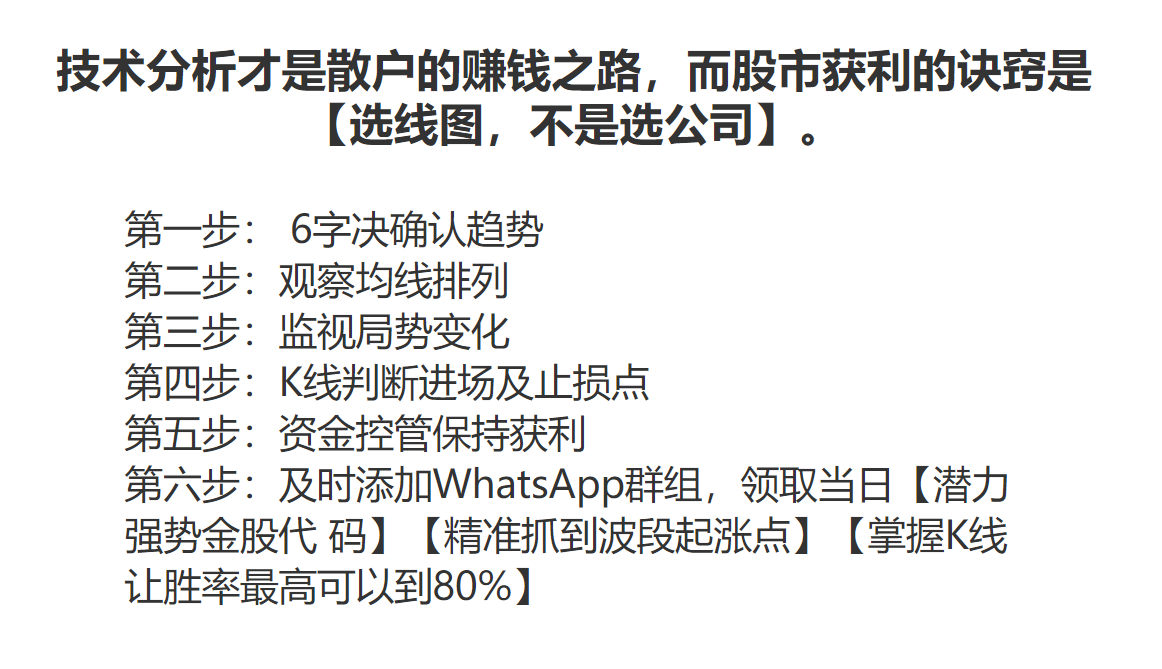 技术分析才是散户的赚钱之路，而股市获利的诀窍是
【选线图，不是选公司】。
第一步： 6字决确认趋势
第二步：观察均线排列
第三步：监视局势变化
第四步：K线判断进场及止损点
第五步：资金控管保持获利
第六步：及时添加WhatsApp群组，领取当日【潜力
强势金股代 码】【精准抓到波段起涨点】【掌握K线
让胜率最高可以到80%】